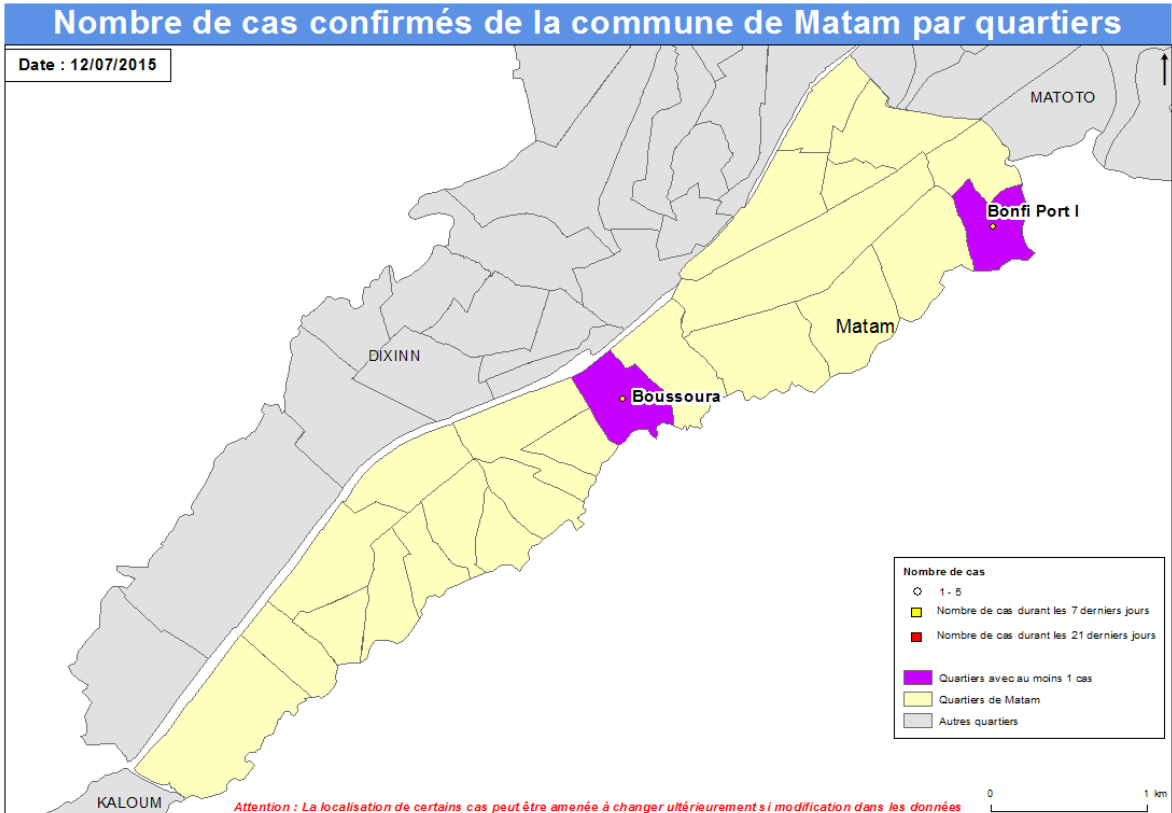 Nombre de cas confirmés de la commune de Matam par quartiers
Date : 12/07/2015
MATOTO
Bonfi Port I
Matam
DIXINN
Boussoura
Nombre de cas
1 - 5
Nombre de cas durant les 7 derniers jours
Nombre de cas durant les 21 derniers jours
Quartiers avec au moins 1 cas
Quartiers de Matam
Autres quartiers
KALOUM
Attention : La localisation de certains cas peut être amenée à changer ultérieurement si modification dans les données
0 1 km